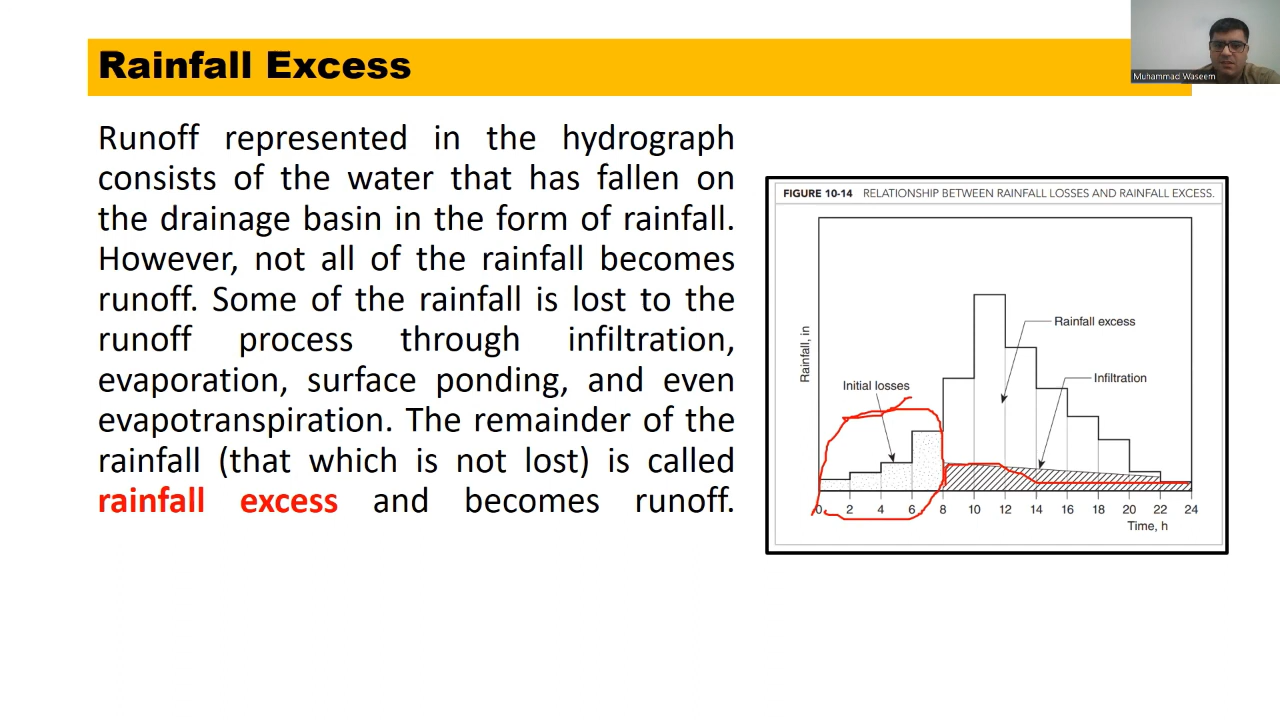 Rainfall Excess
Muhammad Waseem
Runoff represented in the hydrograph
consists of the water that has fallen on
the drainage basin in the form of rainfall.
However, not all of the rainfall becomes
runoff. Some of the rainfall is lost to the
runoff process through infiltration,
evaporation, surface ponding, and even
evapotranspiration. The remainder of the
rainfall (that which is not lost) is called
rainfall excess and becomes runoff.
FIGURE 10-14 RELATIONSHIP BETWEEN RAINFALL LOSSES AND RAINFALL EXCESS.
Rainfall, in
Rainfall excess
Infiltration
Initial losses
0 2 4 6 8 10 12 14 16 18 20 22 24
Time, h